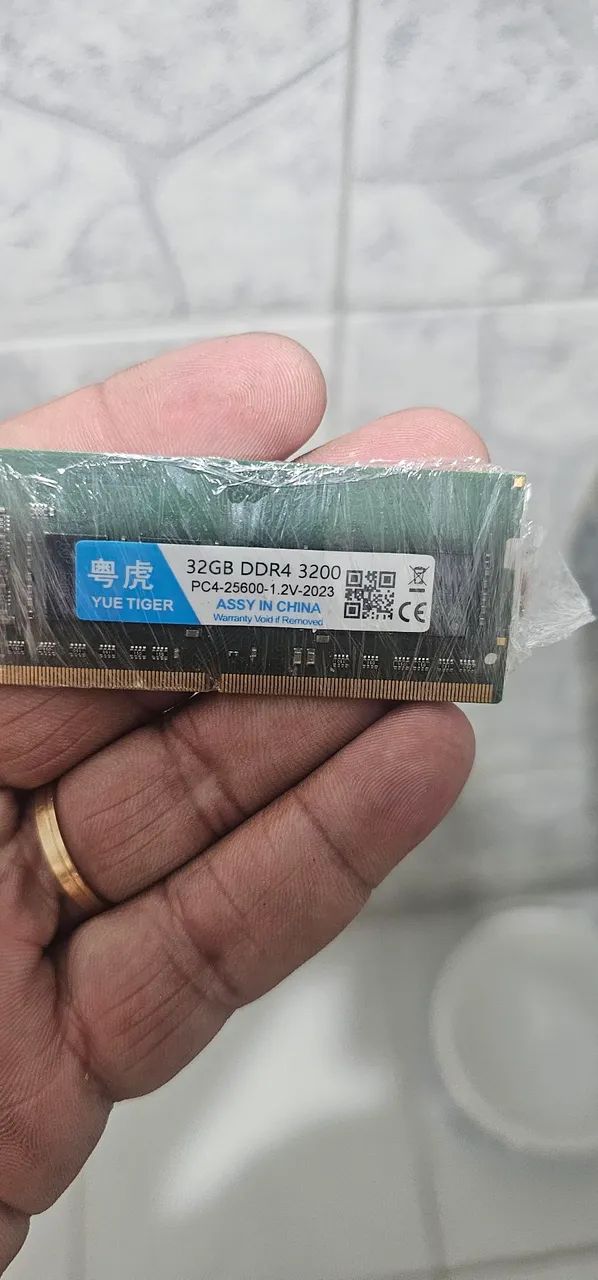 粤虎
YUE TIGER
32GB DDR4 3200
PC4-25600-1.2V-2023
ASSY IN CHINA
Warranty Void if Removed
CE